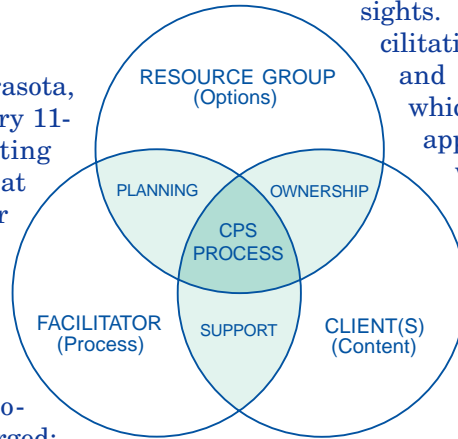 sights.
cilitati
and
whic
app
rasota,
ry 11-
ting
at
r
RESOURCE GROUP
(Options)
PLANNING
OWNERSHIP
CPS
PROCESS
FACILITATOR
(Process)
SUPPORT
CLIENT(S)
(Content)
o-
rged: